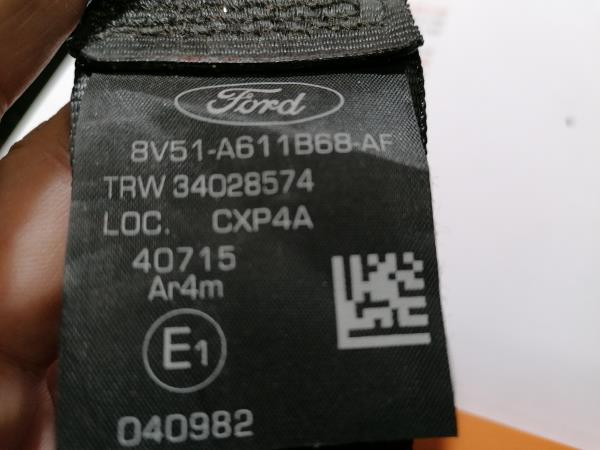 Ford
8V51-A611B68-AF
TRW 34028574
LOC. CXP4A
40715
Ar4m
E1
040982